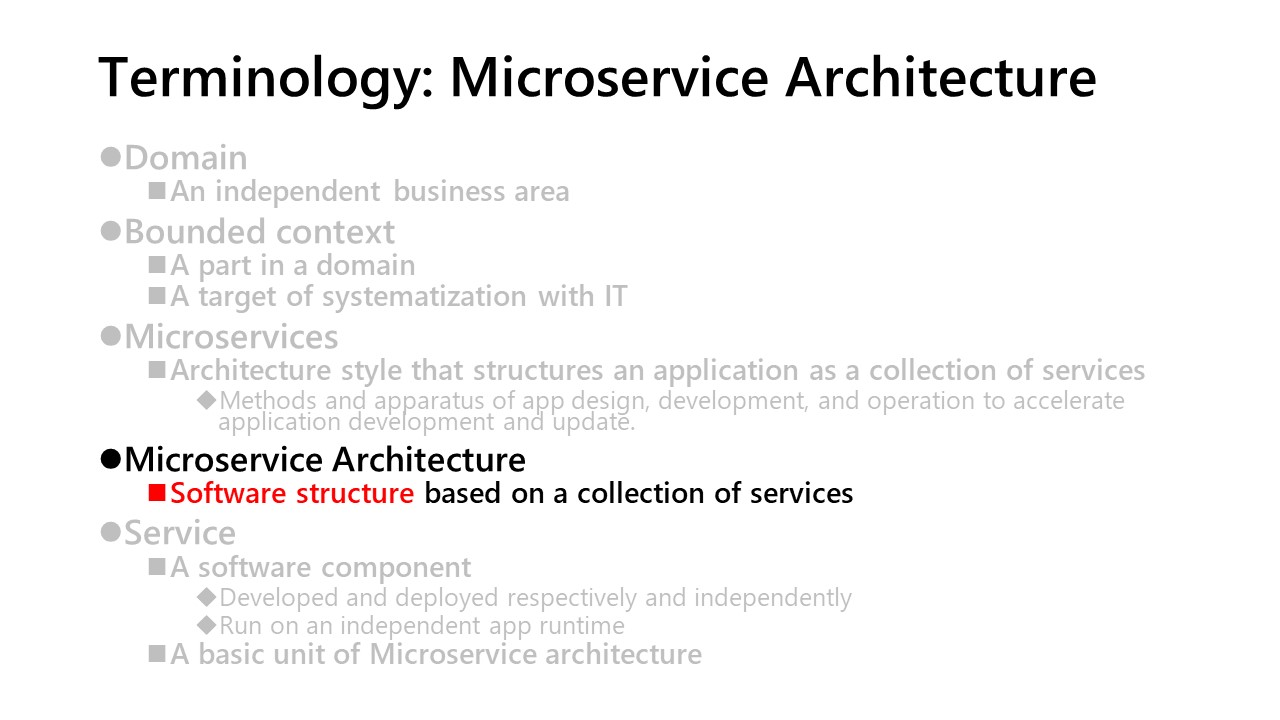 Terminology: Microservice Architecture
●Domain
■An independent business area
●Bounded context
■A part in a domain
■A target of systematization with IT
●Microservices
■Architecture style that structures an application as a collection of services
◆Methods and apparatus of app design, development, and operation to accelerate
application development and update.
●Microservice Architecture
■Software structure based on a collection of services
●Service
■A software component
◆Developed and deployed respectively and independently
◆Run on an independent app runtime
■A basic unit of Microservice architecture